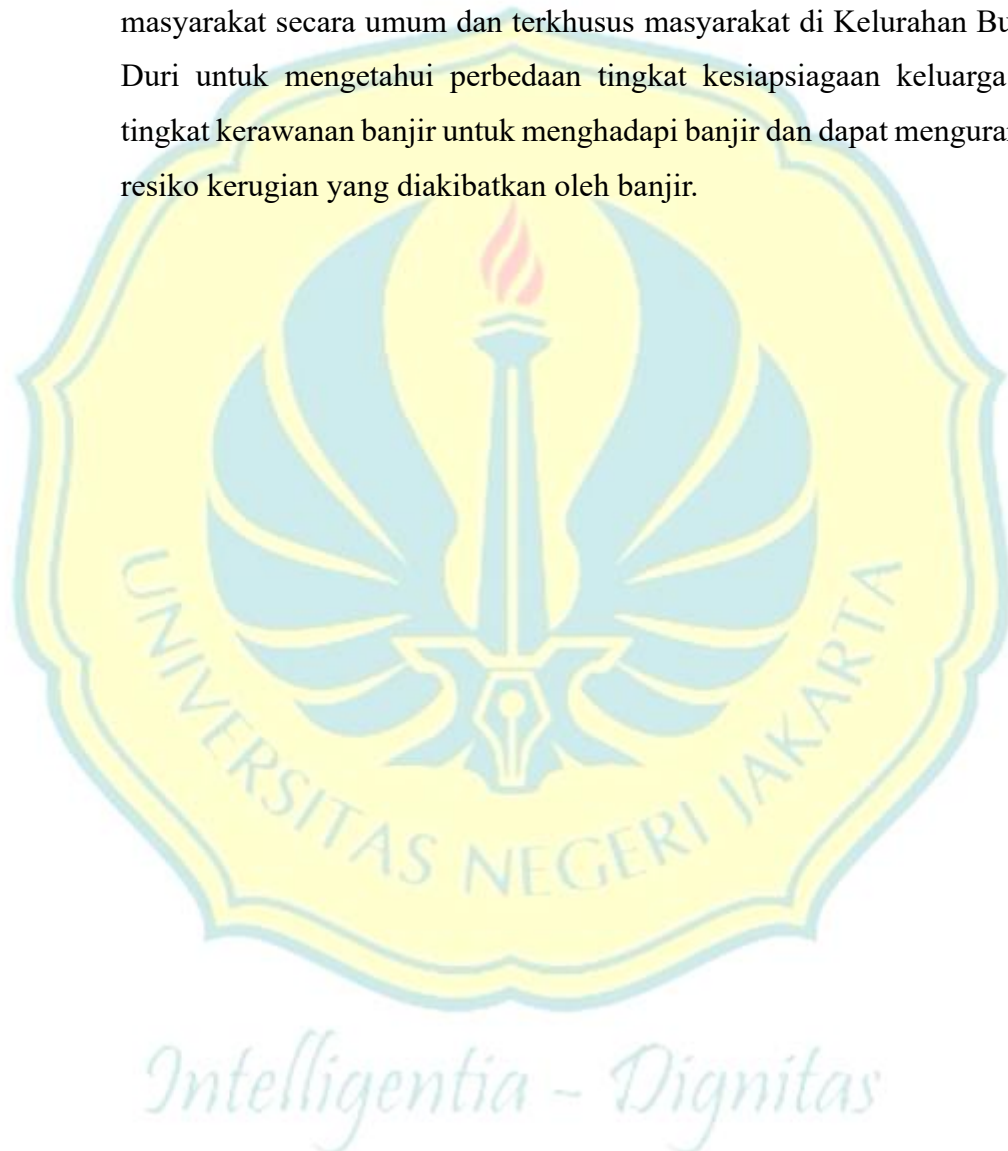 masyarakat secara umum dan terkhusus masyarakat di Kelurahan Bu
Duri untuk mengetahui perbedaan tingkat kesiapsiagaan keluarga
tingkat kerawanan banjir untuk menghadapi banjir dan dapat mengura
resiko kerugian yang diakibatkan oleh banjir.
UNIVERSITAS NEGERI JAKARTA
Intelligentia - Dignitas